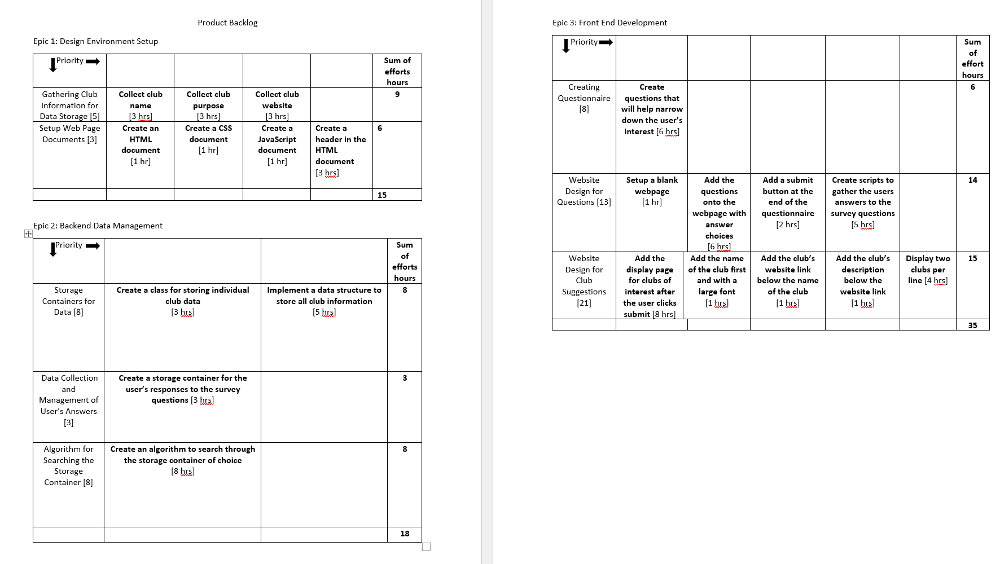 Product Backlog
Epic 1: Design Environment Setup
Priority
Sum of
efforts
hours
Gathering Club
Information for
Data Storage [5]
Collect club
name
[3 hrs]
Collect club
purpose
[3 hrs]
Collect club
website
[3 hrs]
9
Setup Web Page
Documents [3]
Create an
HTML
document
[1 hr]
Create a CSS
document
[1 hr]
Create a
JavaScript
document
[1 hr]
Create a
header in the
HTML
document
[3 hrs]
6
15
Epic 2: Backend Data Management
Priority
Sum
of
efforts
hours
Storage
Containers for
Data [8]
Create a class for storing individual
club data
[3 hrs]
Implement a data structure to
store all club information
[5 hrs]
8
Data Collection
and
Management of
User’s Answers
[3]
Create a storage container for the
user’s responses to the survey
questions [3 hrs]
3
Algorithm for
Searching the
Storage
Container [8]
Create an algorithm to search through
the storage container of choice
[8 hrs]
8
18
Epic 3: Front End Development
Priority
Sum
of
effort
hours
Creating
Questionnaire
[8]
Create
questions that
will help narrow
down the user’s
interest [6 hrs]
6
Website
Design for
Questions [13]
Setup a blank
webpage
[1 hr]
Add the
questions
onto the
webpage with
answer
choices
[6 hrs]
Add a submit
button at the
end of the
questionnaire
[2 hrs]
Create scripts to
gather the users
answers to the
survey questions
[5 hrs]
14
Website
Design for
Club
Suggestions
[21]
Add the
display page
for clubs of
interest after
the user clicks
submit [8 hrs]
Add the name
of the club first
and with a
large font
[1 hrs]
Add the club’s
website link
below the name
of the club
[1 hrs]
Add the club’s
description
below the
website link
[1 hrs]
Display two
clubs per
line [4 hrs]
15
35